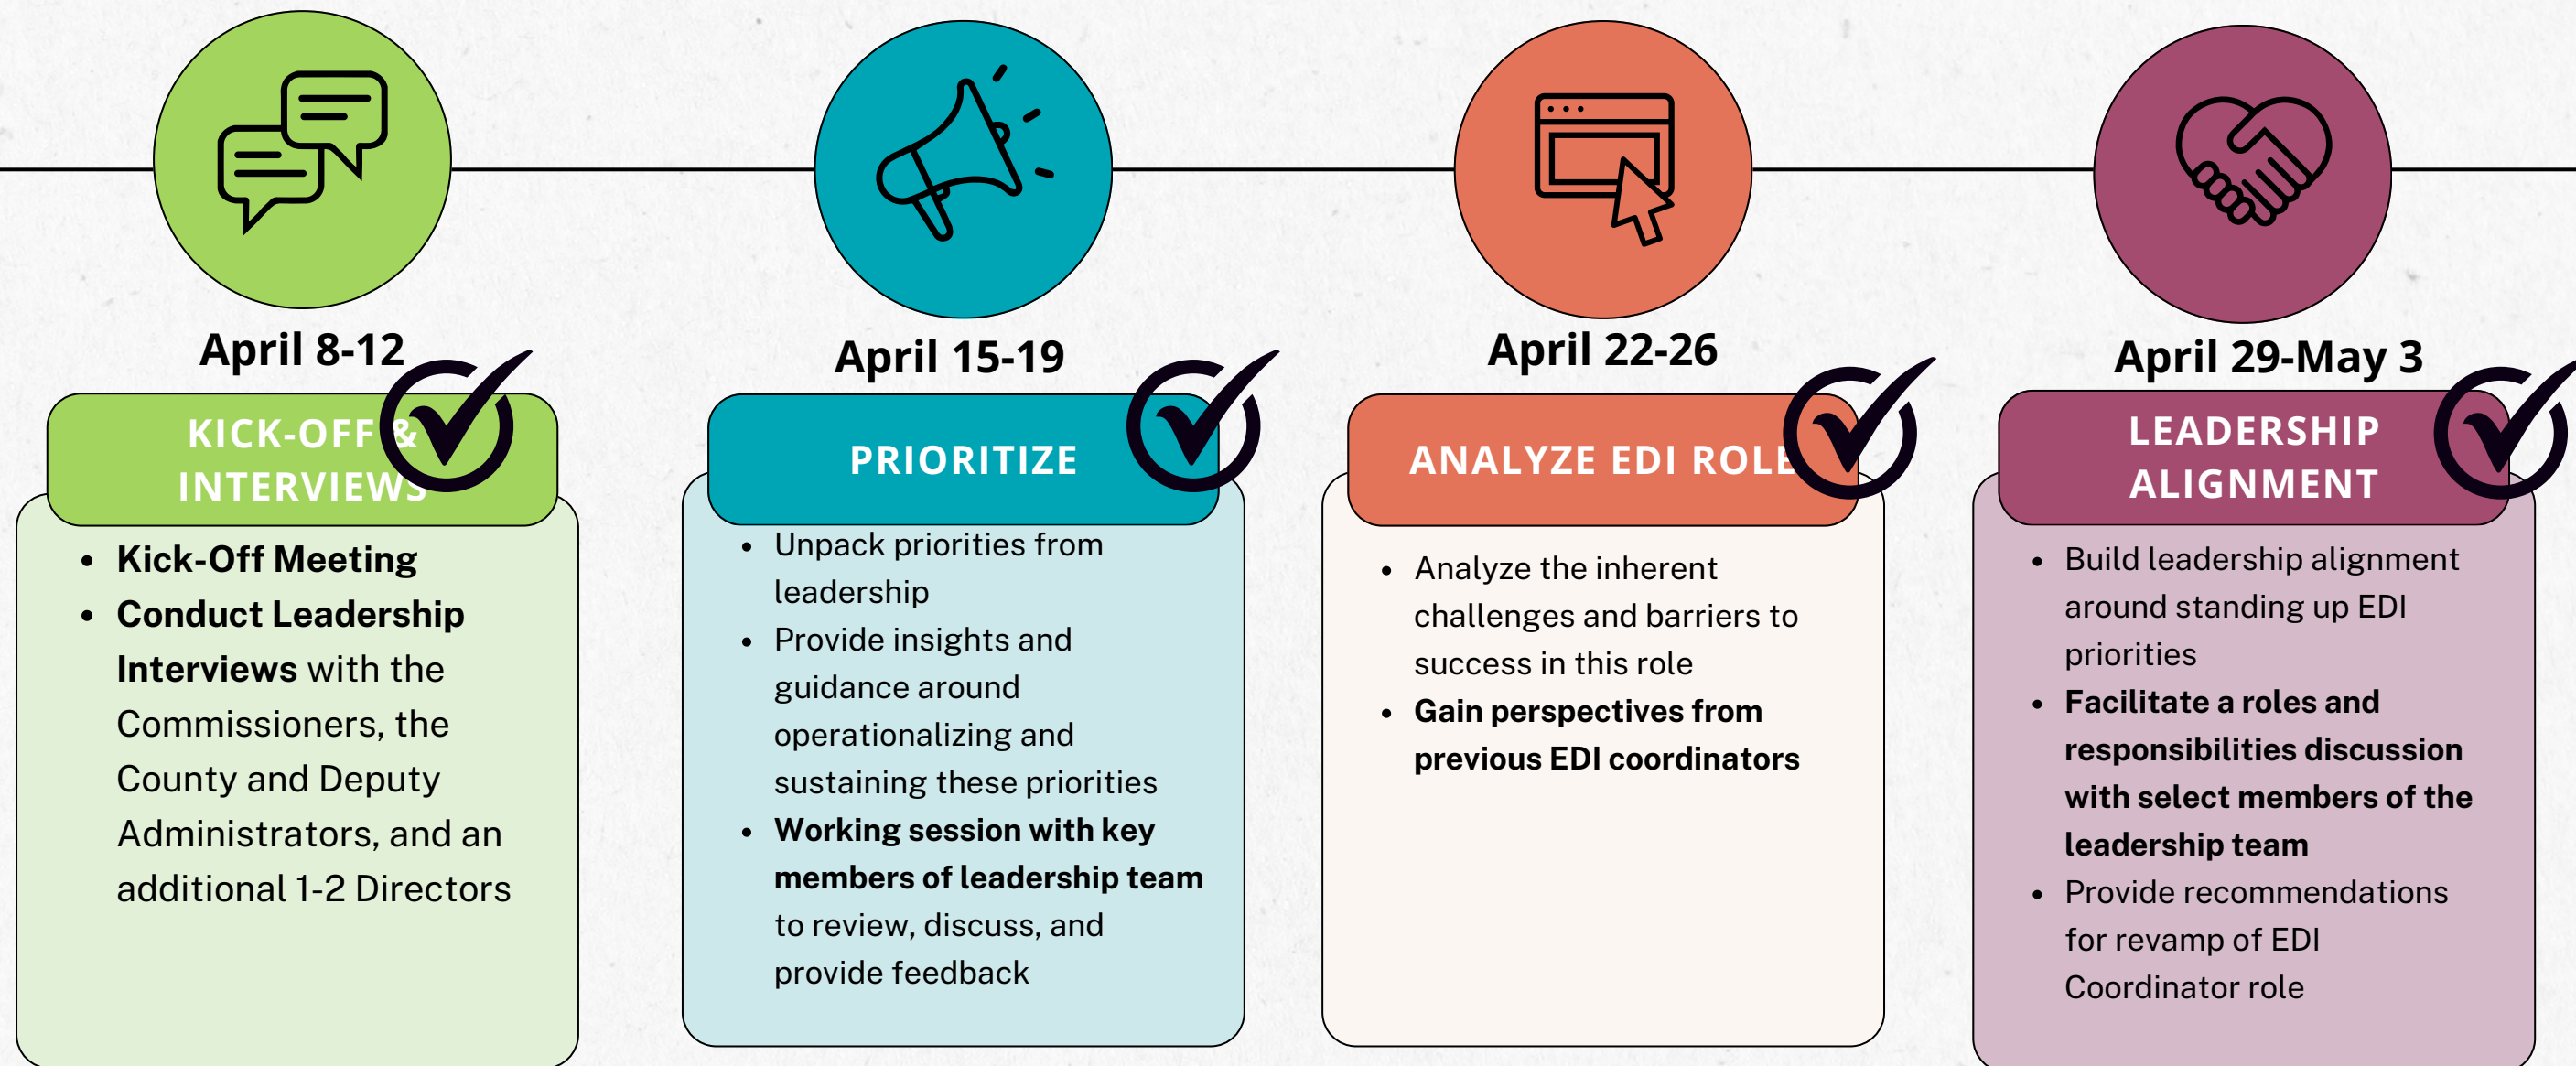 April 8-12
KICK-OFF &
INTERVIEWS
• Kick-Off Meeting
• Conduct Leadership
Interviews with the
Commissioners, the
County and Deputy
Administrators, and an
additional 1-2 Directors
April 15-19
PRIORITIZE
• Unpack priorities from
leadership
• Provide insights and
guidance around
operationalizing and
sustaining these priorities
• Working session with key
members of leadership team
to review, discuss, and
provide feedback
April 22-26
ANALYZE EDI ROLE
• Analyze the inherent
challenges and barriers to
success in this role
• Gain perspectives from
previous EDI coordinators
April 29-May 3
LEADERSHIP
ALIGNMENT
• Build leadership alignment
around standing up EDI
priorities
• Facilitate a roles and
responsibilities discussion
with select members of the
leadership team
• Provide recommendations
for revamp of EDI
Coordinator role